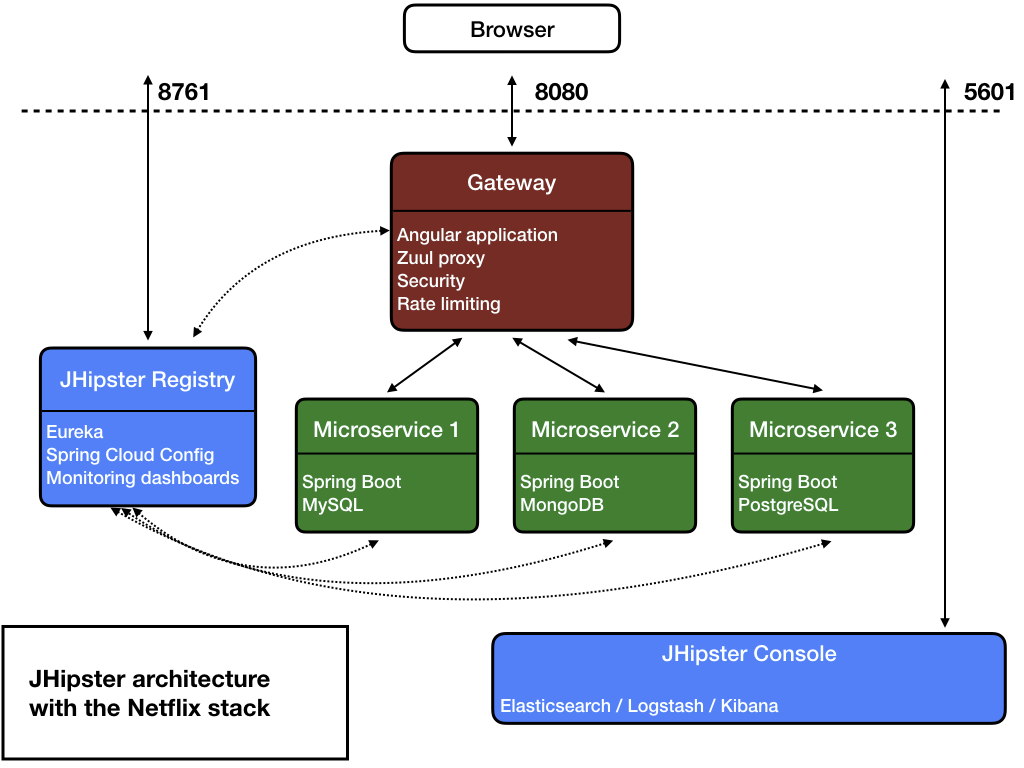 Browser
8761
8080
5601
Gateway
Angular application
Zuul proxy
Security
Rate limiting
JHipster Registry
Eureka
Spring Cloud Config
Monitoring dashboards
Microservice 1
Spring Boot
MySQL
Microservice 2
Spring Boot
MongoDB
Microservice 3
Spring Boot
PostgreSQL
JHipster architecture
with the Netflix stack
JHipster Console
Elasticsearch / Logstash / Kibana